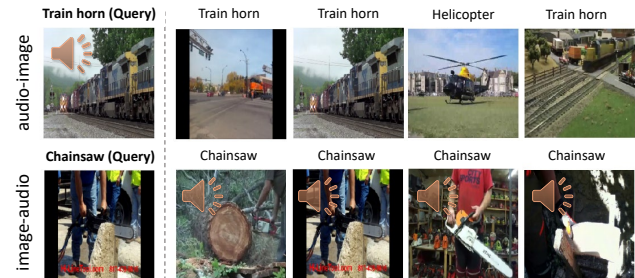 Train horn (Query) Train horn Train horn Helicopter Train horn
audio-image
Chainsaw (Query) Chainsaw Chainsaw Chainsaw Chainsaw
image-audio